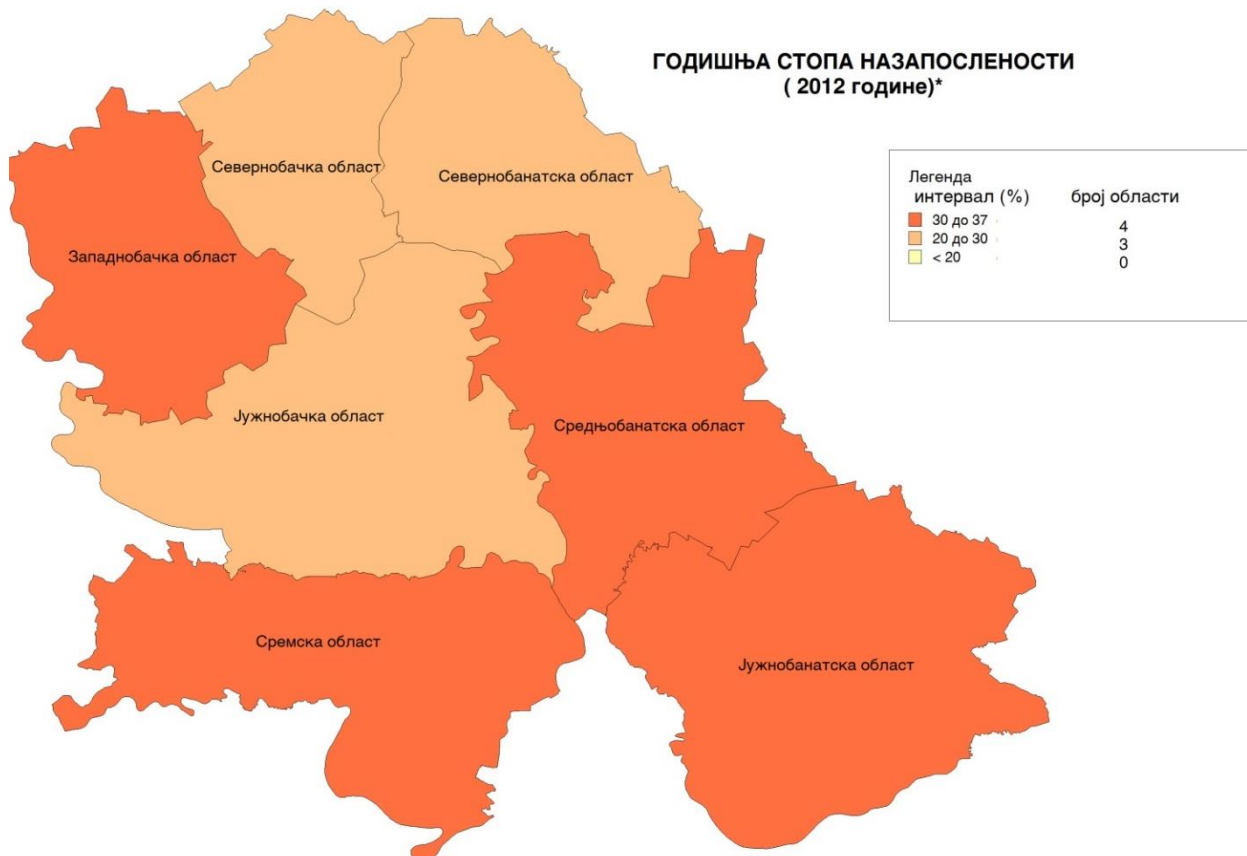 ГОДИШЊА СТОПА НАЗАПОСЛЕНОСТИ
( 2012 године)*
Легенда
интервал (%) број области
30 до 37 4
20 до 30 3
< 20 0
Севернобачка област
Севернобанатска област
Западнобачка област
Јужнобачка област
Средњобанатска област
Сремска област
Јужнобанатска област